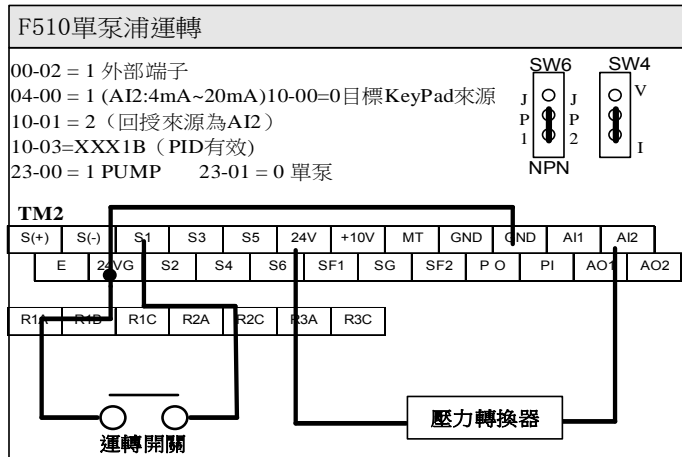 F510單泵浦運轉
00-02 = 1 外部端子
04-00 = 1 (AI2:4mA~20mA)10-00=0目標KeyPad來源
10-01 = 2（回授來源為AI2）
10-03=XXX1B（PID有效)
23-00 = 1 PUMP 23-01 = 0 單泵
SW6 SW4
J J V
P P
1 2 I
NPN
TM2
S(+) S(-) S1 S3 S5 24V +10V MT GND GND AI1 AI2
E 24VG S2 S4 S6 SF1 SG SF2 P O PI AO1 AO2
R1A R1B R1C R2A R2C R3A R3C
壓力轉換器
運轉開關